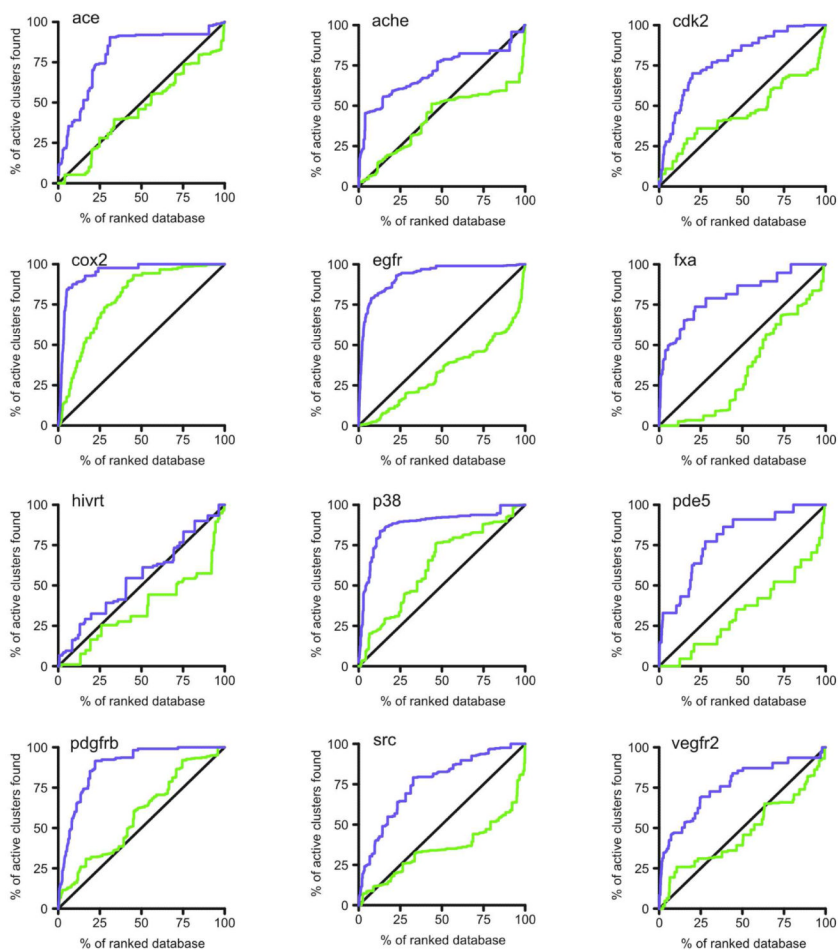 ace
% of active clusters found
100
75
50
25
0
0 25 50 75 100
% of ranked database
ache
% of active clusters found
100
75
50
25
0
0 25 50 75 100
% of ranked database
cdk2
% of active clusters found
100
75
50
25
0
0 25 50 75 100
% of ranked database
cox2
% of active clusters found
100
75
50
25
0
0 25 50 75 100
% of ranked database
egfr
% of active clusters found
100
75
50
25
0
0 25 50 75 100
% of ranked database
fxa
% of active clusters found
100
75
50
25
0
0 25 50 75 100
% of ranked database
hivrt
% of active clusters found
100
75
50
25
0
0 25 50 75 100
% of ranked database
p38
% of active clusters found
100
75
50
25
0
0 25 50 75 100
% of ranked database
pde5
% of active clusters found
100
75
50
25
0
0 25 50 75 100
% of ranked database
pdgfrb
% of active clusters found
100
75
50
25
0
0 25 50 75 100
% of ranked database
src
% of active clusters found
100
75
50
25
0
0 25 50 75 100
% of ranked database
vegfr2
% of active clusters found
100
75
50
25
0
0 25 50 75 100
% of ranked database